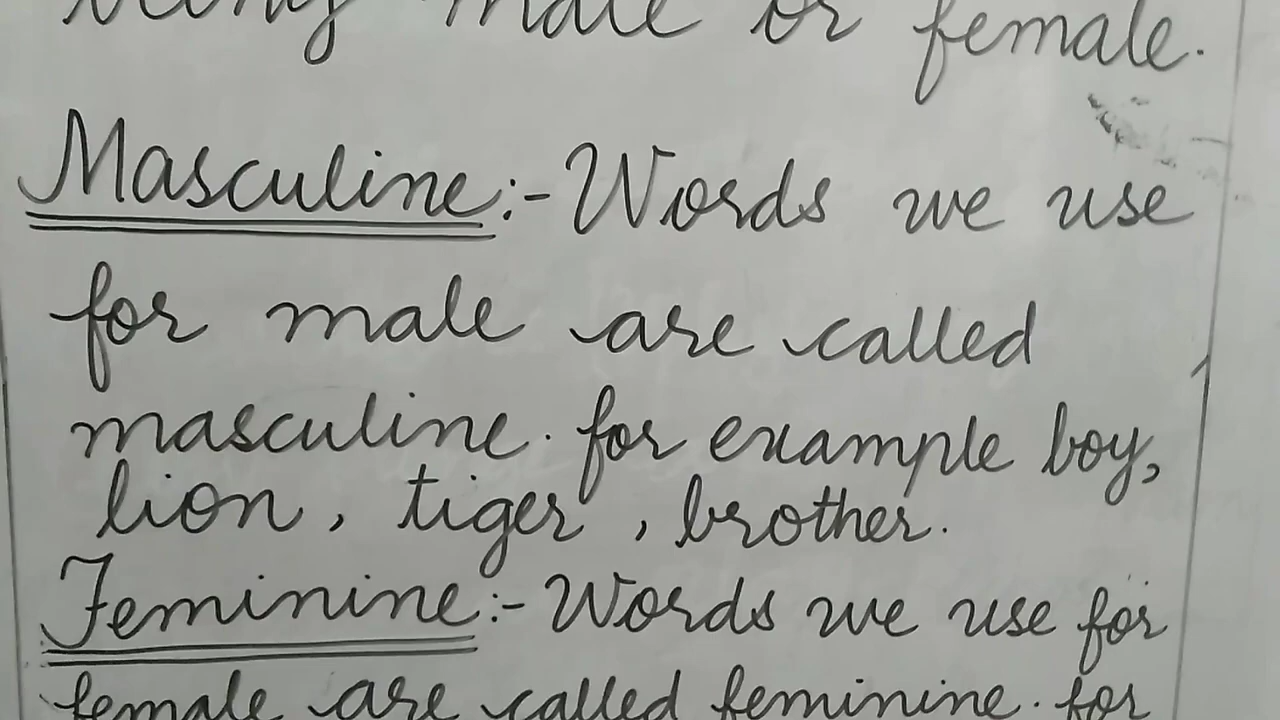 being male or female.
Masculine:- Words we use
for male are called
masculine. for example boy,
lion, tiger, brother.
Feminine:- Words we use for
female are called feminine. for